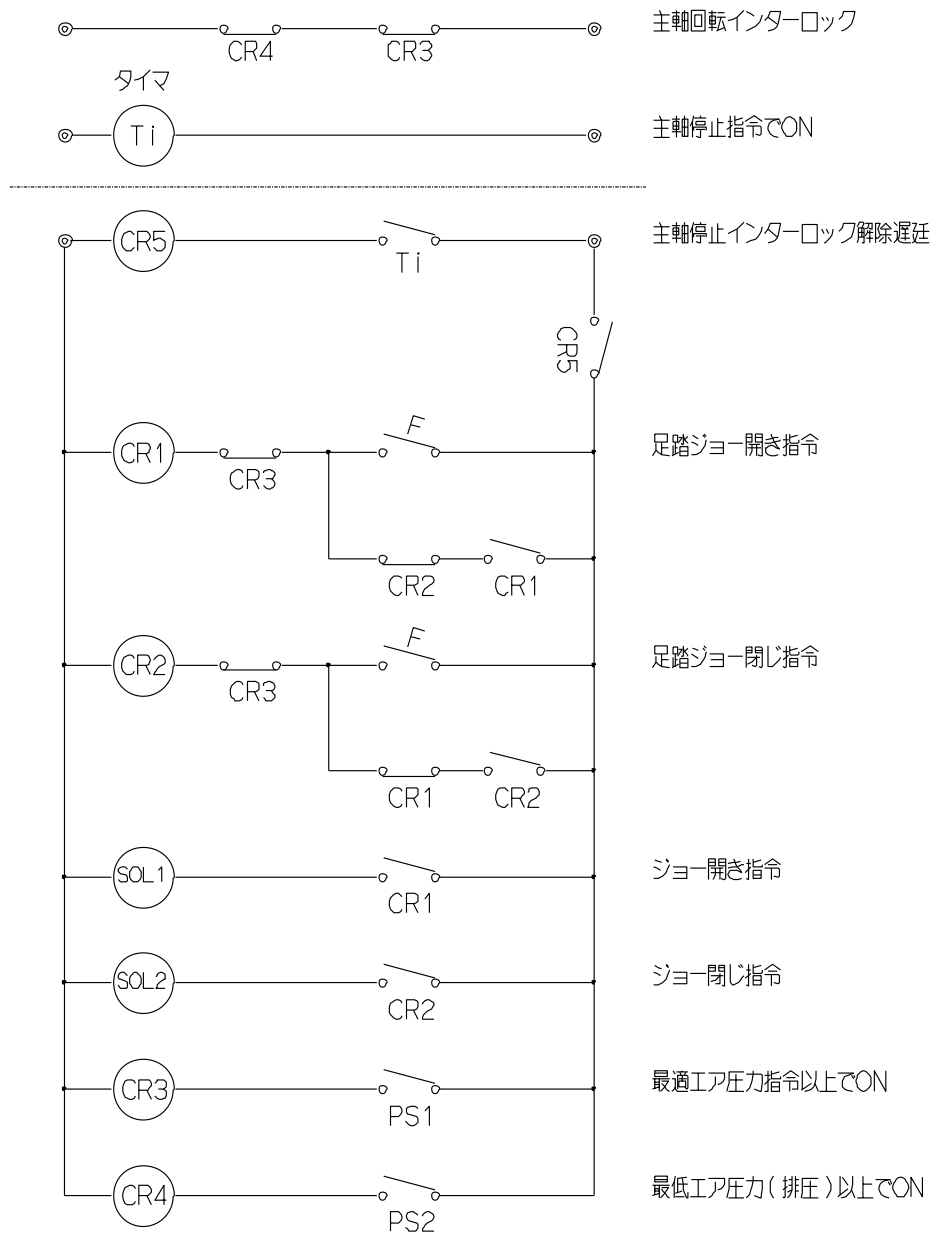 主軸回転インターロック
CR4 CR3
タイマ
Ti 主軸停止指令でON
CR5 主軸停止インターロック解除遅廷
Ti
CR5
F
CR1 足踏ジョー開き指令
CR3
CR2 CR1
F
CR2 足踏ジョー閉じ指令
CR3
CR1 CR2
SOL1 ジョー開き指令
CR1
SOL2 ジョー閉じ指令
CR2
CR3 最適エア圧力指令以上でON
PS1
CR4 最低エア圧力(排圧)以上でON
PS2